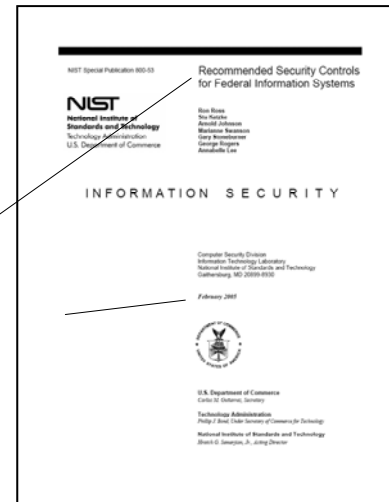 NIST Special Publication 800-53
Recommended Security Controls
for Federal Information Systems
NIST
National Institute of
Standards and Technology
Technology Administration
U.S. Department of Commerce
Ron Ross
Stu Katzke
Arnold Johnson
Marianne Swanson
Gary Stoneburner
George Rogers
Annabelle Lee
INFORMATION SECURITY
Computer Security Division
Information Technology Laboratory
National Institute of Standards and Technology
Gaithersburg, MD 20899-8930
February 2005
U.S. Department of Commerce
Carlos M. Gutierrez, Secretary
Technology Administration
Phillip J. Bond, Under Secretary of Commerce for Technology
National Institute of Standards and Technology
Hratch G. Semerjian, Jr., Acting Director